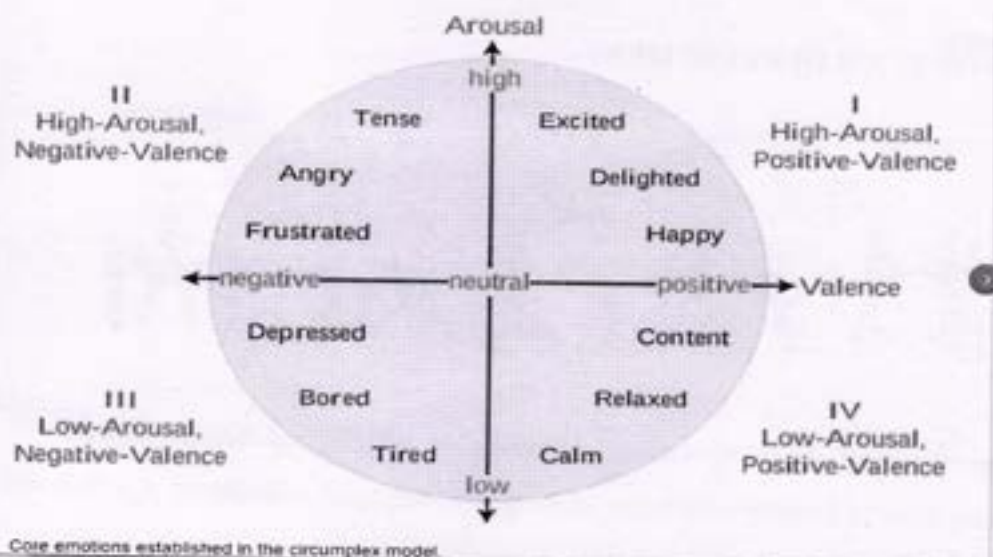 Arousal
high
II
High-Arousal,
Negative-Valence
I
High-Arousal,
Positive-Valence
Tense
Excited
Angry
Delighted
Frustrated
Happy
negative
neutral
positive
Valence
Depressed
Content
Bored
Relaxed
III
Low-Arousal,
Negative-Valence
IV
Low-Arousal,
Positive-Valence
Tired
Calm
low
Core emotions established in the circumplex model.